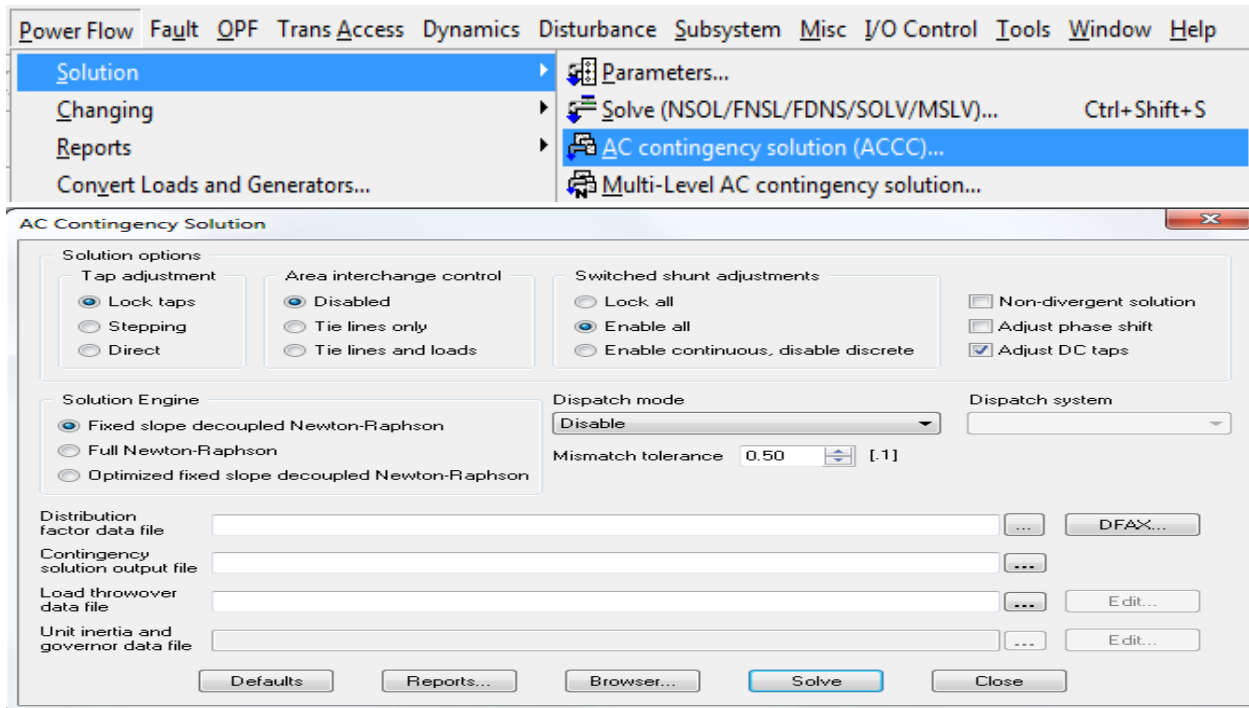 Power Flow Fault OPF Trans Access Dynamics Disturbance Subsystem Misc I/O Control Tools Window Help
Solution
Changing
Reports
Convert Loads and Generators...
Parameters...
Solve (NSOL/FNSL/FDNS/SOLV/MSLV)... Ctrl+Shift+S
AC contingency solution (ACCC)...
Multi-Level AC contingency solution...
AC Contingency Solution
Solution options
Tap adjustment
Lock taps
Stepping
Direct
Area interchange control
Disabled
Tie lines only
Tie lines and loads
Switched shunt adjustments
Lock all
Enable all
Enable continuous, disable discrete
Non-divergent solution
Adjust phase shift
Adjust DC taps
Solution Engine
Fixed slope decoupled Newton-Raphson
Full Newton-Raphson
Optimized fixed slope decoupled Newton-Raphson
Dispatch mode
Disable
Dispatch system
Mismatch tolerance 0.50 [.1]
Distribution
factor data file
... DFAX...
Contingency
solution output file
...
Load throwover
data file
... Edit...
Unit inertia and
governor data file
... Edit...
Defaults Reports... Browser... Solve Close